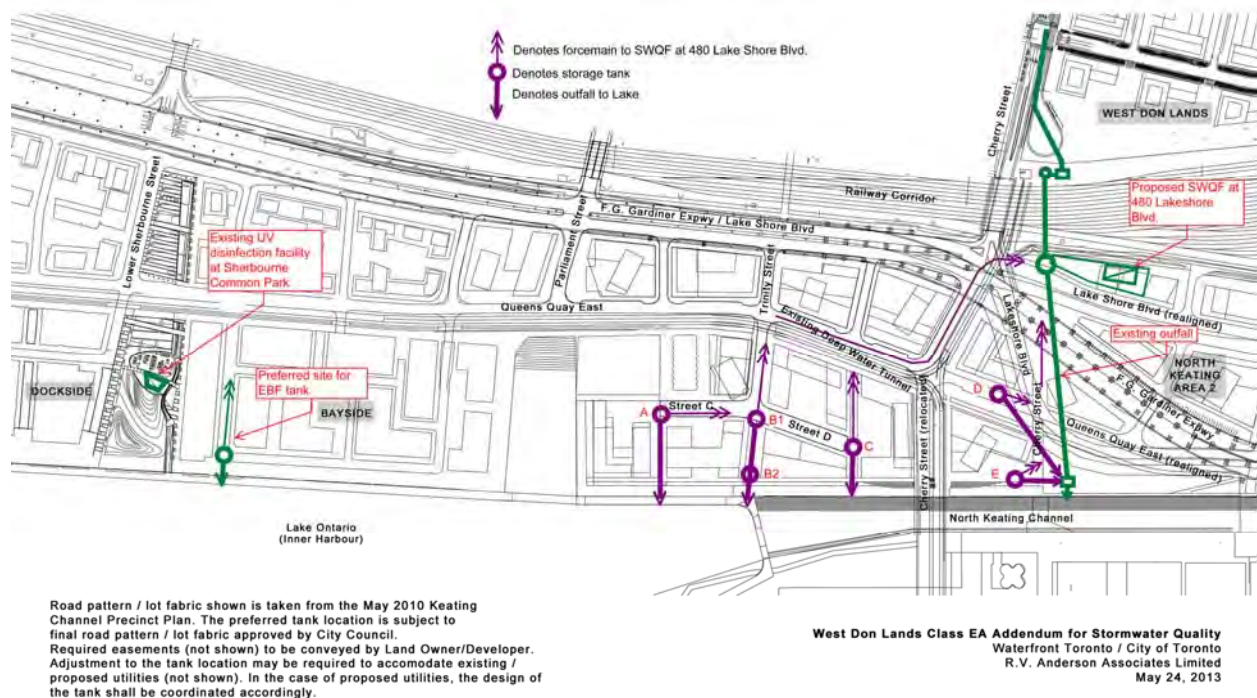 Denotes forcemain to SWQF at 480 Lake Shore Blvd.
Denotes storage tank
Denotes outfall to Lake
Cherry Street
WEST DON LANDS
Lower Sherbourne Street
Railway Corridor
Proposed SWQF at
480 Lakeshore
Blvd.
Parliament Street
F.G. Gardiner Expwy / Lake Shore Blvd
Existing UV
disinfection facility
at Sherbourne
Common Park
Trinity Street
Queens Quay East
Lake Shore Blvd (realigned)
Existing Deep Water Tunnel
Lakeshore Blvd
Existing outfall
NORTH
KEATING
AREA 2
DOCKSIDE
Preferred site for
EBF tank.
BAYSIDE
F.G. Gardiner Expwy
Cherry Street
D
A
Street C
B1
Street D
C
Queens Quay East (realigned)
Cherry Street (relocated)
B2
E
Lake Ontario
(Inner Harbour)
North Keating Channel
Road pattern / lot fabric shown is taken from the May 2010 Keating
Channel Precinct Plan. The preferred tank location is subject to
final road pattern / lot fabric approved by City Council.
Required easements (not shown) to be conveyed by Land Owner/Developer.
Adjustment to the tank location may be required to accomodate existing /
proposed utilities (not shown). In the case of proposed utilities, the design of
the tank shall be coordinated accordingly.
West Don Lands Class EA Addendum for Stormwater Quality
Waterfront Toronto / City of Toronto
R.V. Anderson Associates Limited
May 24, 2013